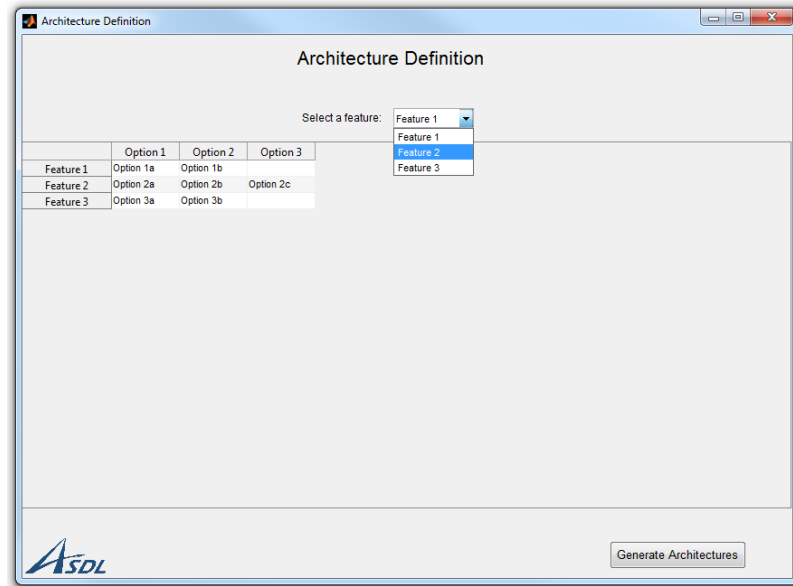 Architecture Definition
Architecture Definition
Select a feature: Feature 1
Feature 1
Feature 2
Feature 3
Option 1 Option 2 Option 3
Feature 1 Option 1a Option 1b
Feature 2 Option 2a Option 2b Option 2c
Feature 3 Option 3a Option 3b
ASDL
Generate Architectures